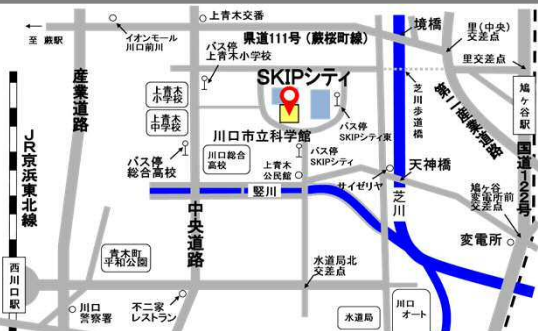 上青木交番
至 蕨駅
イオンモール
川口前川
県道111号(蕨桜町線)
境橋
里(中央)
交差点
里交差点
バス停
上青木小学校
SKIPシティ
産業道路
上青木
小学校
上青木
中学校
芝川歩道橋
第二産業道路
鳩ヶ谷駅
国道122号
バス停
SKIPシティ東
川口市立科学館
バス停
総合高校
川口総合
高校
バス停
SKIPシティ
上青木
公民館
天神橋
サイゼリヤ
JR京浜東北線
竪川
芝川
鳩ヶ谷
変電所前
交差点
中央道路
変電所
青木町
平和公園
水道局北
交差点
西川口駅
川口
警察署
不二家
レストラン
水道局
川口
オート